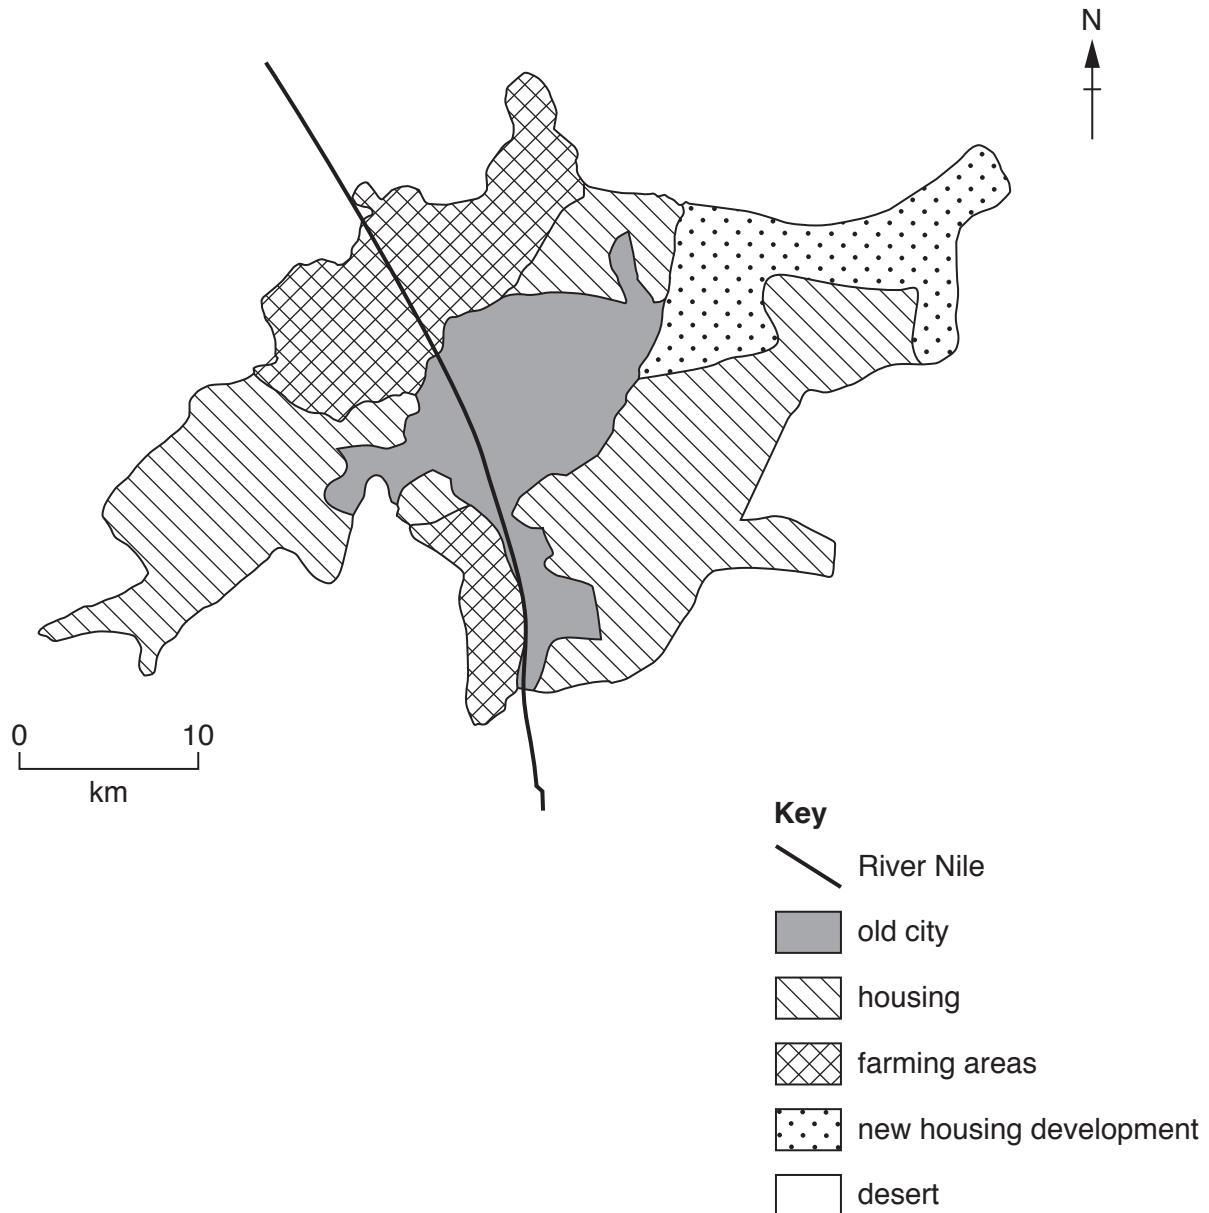 N
0 10
km
Key
River Nile
old city
housing
farming areas
new housing development
desert